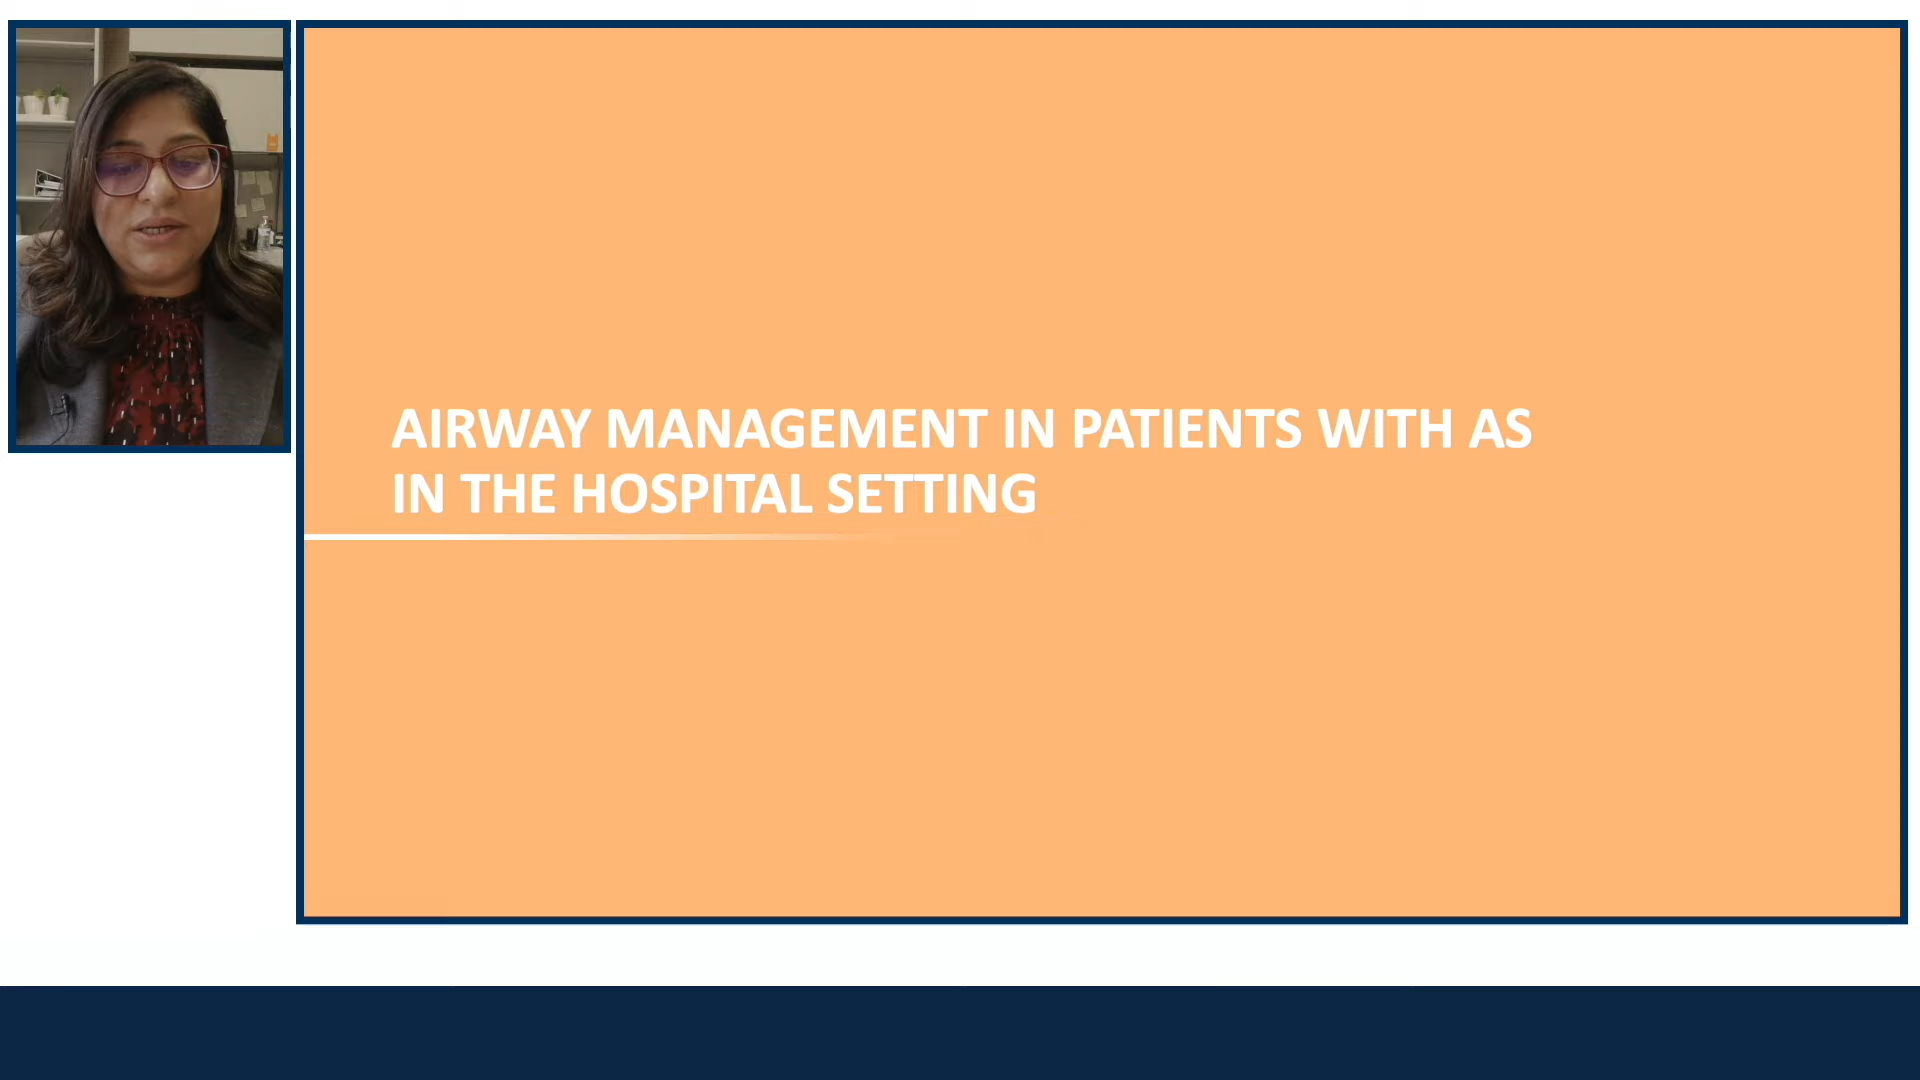 AIRWAY MANAGEMENT IN PATIENTS WITH AS
IN THE HOSPITAL SETTING